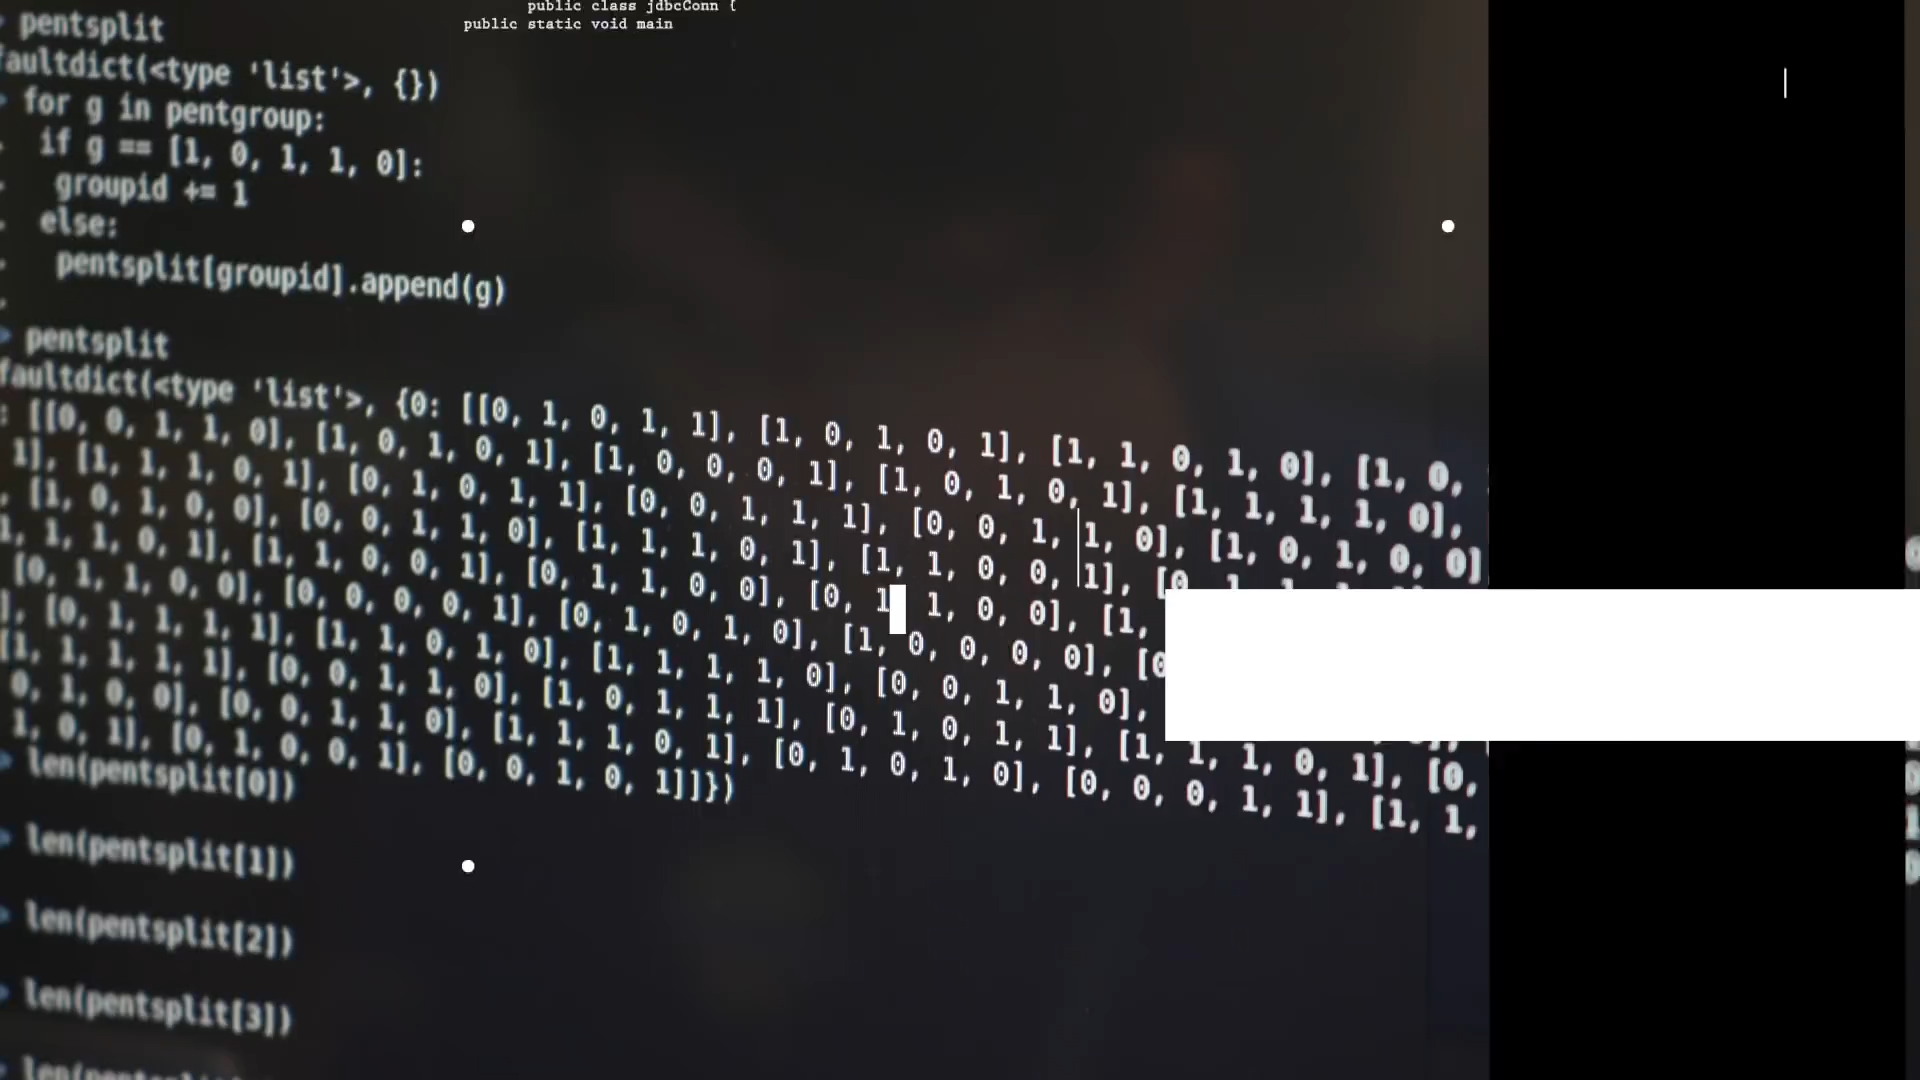 public class jdbcConn {
public static void main
pentsplit
faultdict(<type 'list'>, {})
for g in pentgroup:
if g == [1, 0, 1, 1, 0]:
groupid += 1
else:
pentsplit[groupid].append(g)
pentsplit
faultdict(<type 'list'>, {0: [[0, 1, 0, 1, 1], [1, 0, 1, 0, 1], [1, 1, 0, 1, 0], [1, 0,
: [[0, 0, 1, 1, 0], [1, 0, 1, 0, 1], [1, 0, 0, 0, 1], [1, 0, 1, 0, 1], [1, 1, 1, 1, 0],
1], [1, 1, 1, 0, 1], [0, 1, 0, 1, 1], [0, 0, 1, 1, 1], [0, 0, 1, 1, 0], [1, 0, 1, 0, 0]
, [1, 0, 1, 0, 0], [0, 0, 1, 1, 0], [1, 1, 1, 0, 1], [1, 1, 0, 0, 1], [0
1, 1, 1, 0, 1], [1, 1, 0, 0, 1], [0, 1, 1, 0, 0], [0, 1, 1, 0, 0], [1,
[0, 1, 1, 0, 0], [0, 0, 0, 0, 1], [0, 1, 0, 1, 0], [1, 0, 0, 0, 0], [0
], [0, 1, 1, 1, 1], [1, 1, 0, 1, 0], [1, 1, 1, 1, 0], [0, 0, 1, 1, 0],
[1, 1, 1, 1, 1], [0, 0, 1, 1, 0], [1, 0, 1, 1, 1], [0, 1, 0, 1, 1], [1, 1, 1, 0, 1], [0,
0, 1, 0, 0], [0, 0, 1, 1, 0], [1, 1, 1, 0, 1], [0, 1, 0, 1, 0], [0, 0, 0, 1, 1], [1, 1,
1, 0, 1], [0, 1, 0, 0, 1], [0, 0, 1, 0, 1]]})
len(pentsplit[0])
len(pentsplit[1])
len(pentsplit[2])
len(pentsplit[3])
len(pentsplit